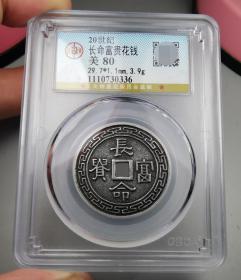 20世纪
长命富贵花钱
美 80
29.7*1.1mm, 3.9g
1110730336
長
貴 富
命